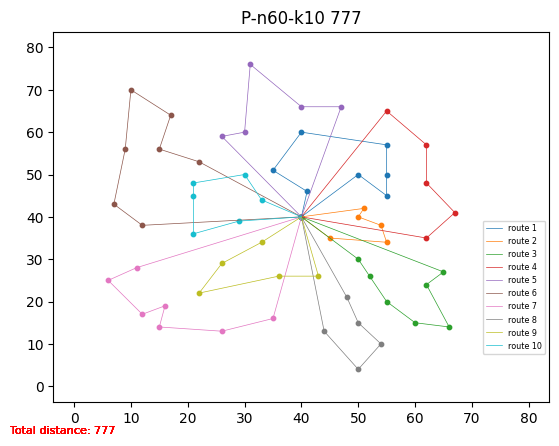 P-n60-k10 777
80
70
60
50
40
30
20
10
0
0 10 20 30 40 50 60 70 80
route 1
route 2
route 3
route 4
route 5
route 6
route 7
route 8
route 9
route 10
Total distance: 777